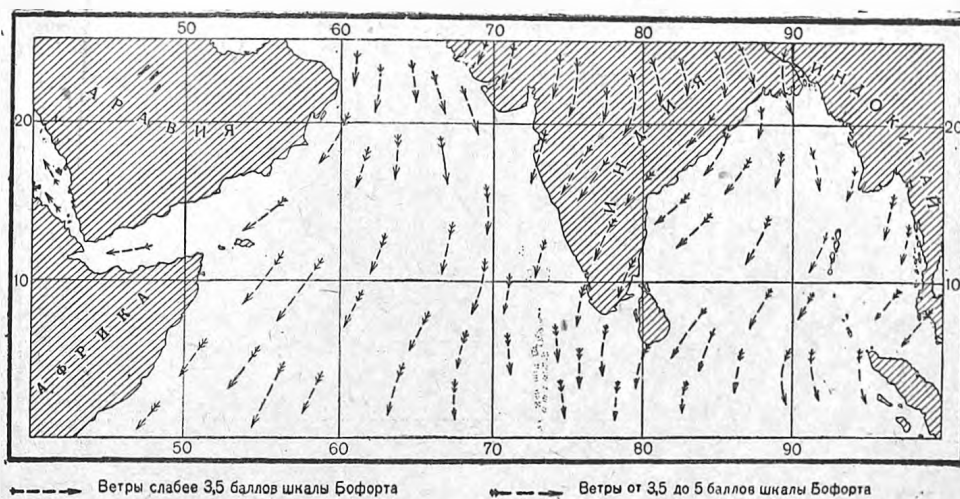 50 60 70 80 90
АРАВИЯ
ИНДИЯ
ИНДОКИТАЙ
20 20
10 10
АФРИКА
50 60 70 80 90
Ветры слабее 3,5 баллов шкалы Бофорта
Ветры от 3,5 до 5 баллов шкалы Бофорта